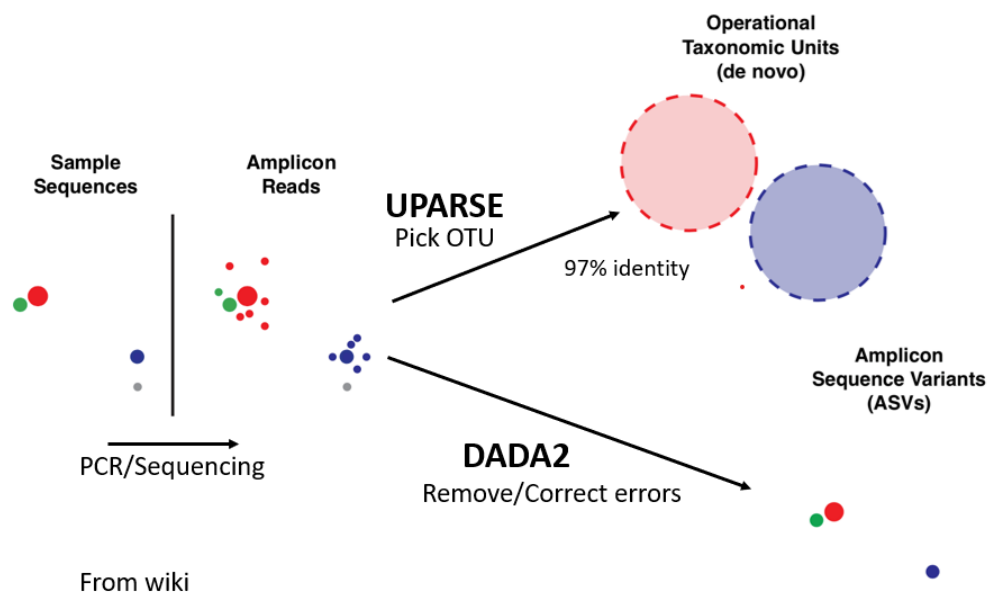 Operational
Taxonomic Units
(de novo)
Sample
Sequences
Amplicon
Reads
UPARSE
Pick OTU
97% identity
Amplicon
Sequence Variants
(ASVs)
DADA2
Remove/Correct errors
PCR/Sequencing
From wiki